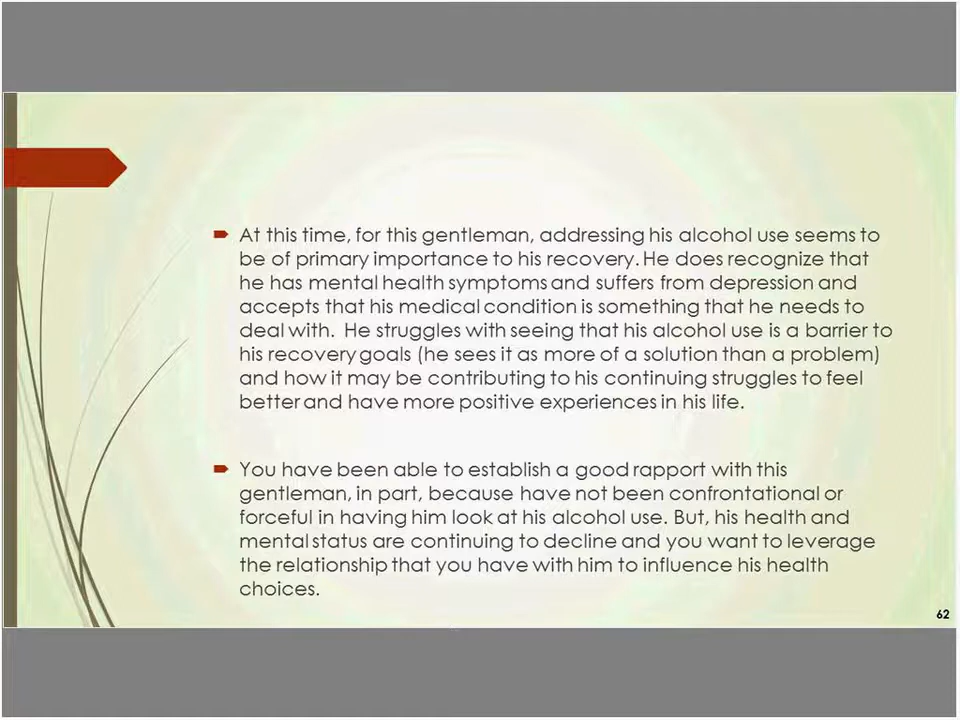 At this time, for this gentleman, addressing his alcohol use seems to
be of primary importance to his recovery. He does recognize that
he has mental health symptoms and suffers from depression and
accepts that his medical condition is something that he needs to
deal with. He struggles with seeing that his alcohol use is a barrier to
his recovery goals (he sees it as more of a solution than a problem)
and how it may be contributing to his continuing struggles to feel
better and have more positive experiences in his life.
You have been able to establish a good rapport with this
gentleman, in part, because have not been confrontational or
forceful in having him look at his alcohol use. But, his health and
mental status are continuing to decline and you want to leverage
the relationship that you have with him to influence his health
choices.
62